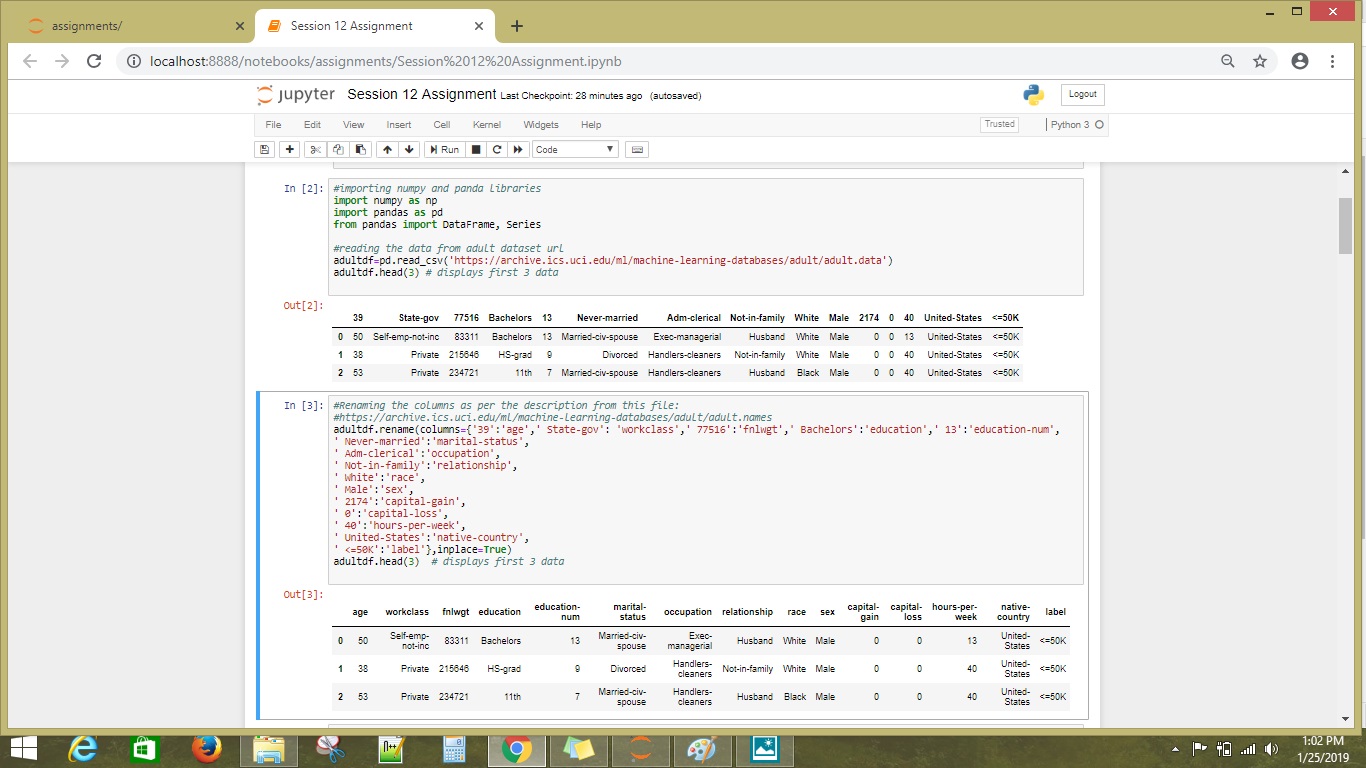 assignments/
Session 12 Assignment
localhost:8888/notebooks/assignments/Session%2012%20Assignment.ipynb
jupyter Session 12 Assignment Last Checkpoint: 28 minutes ago (autosaved)
Logout
File Edit View Insert Cell Kernel Widgets Help
Trusted
Python 3
Run
Code
In [2]:
#importing numpy and panda libraries
import numpy as np
import pandas as pd
from pandas import DataFrame, Series
#reading the data from adult dataset url
adultdf=pd.read_csv('https://archive.ics.uci.edu/ml/machine-learning-databases/adult/adult.data')
adultdf.head(3) # displays first 3 data
Out[2]:
39 State-gov 77516 Bachelors 13 Never-married Adm-clerical Not-in-family White Male 2174 0 40 United-States <=50K
0 50 Self-emp-not-inc 83311 Bachelors 13 Married-civ-spouse Exec-managerial Husband White Male 0 0 13 United-States <=50K
1 38 Private 215646 HS-grad 9 Divorced Handlers-cleaners Not-in-family White Male 0 0 40 United-States <=50K
2 53 Private 234721 11th 7 Married-civ-spouse Handlers-cleaners Husband Black Male 0 0 40 United-States <=50K
In [3]:
#Renaming the columns as per the description from this file:
#https://archive.ics.uci.edu/ml/machine-learning-databases/adult/adult.names
adultdf.rename(columns={'39':'age',' State-gov': 'workclass',' 77516':'fnlwgt',' Bachelors':'education',' 13':'education-num',
' Never-married':'marital-status',
' Adm-clerical':'occupation',
' Not-in-family':'relationship',
' White':'race',
' Male':'sex',
' 2174':'capital-gain',
' 0':'capital-loss',
' 40':'hours-per-week',
' United-States':'native-country',
' <=50K':'label'},inplace=True)
adultdf.head(3)  # displays first 3 data
Out[3]:
age workclass fnlwgt education education-num marital-status occupation relationship race sex capital-gain capital-loss hours-per-week native-country label
0 50 Self-emp-not-inc 83311 Bachelors 13 Married-civ-spouse Exec-managerial Husband White Male 0 0 13 United-States <=50K
1 38 Private 215646 HS-grad 9 Divorced Handlers-cleaners Not-in-family White Male 0 0 40 United-States <=50K
2 53 Private 234721 11th 7 Married-civ-spouse Handlers-cleaners Husband Black Male 0 0 40 United-States <=50K
1:02 PM
1/25/2019